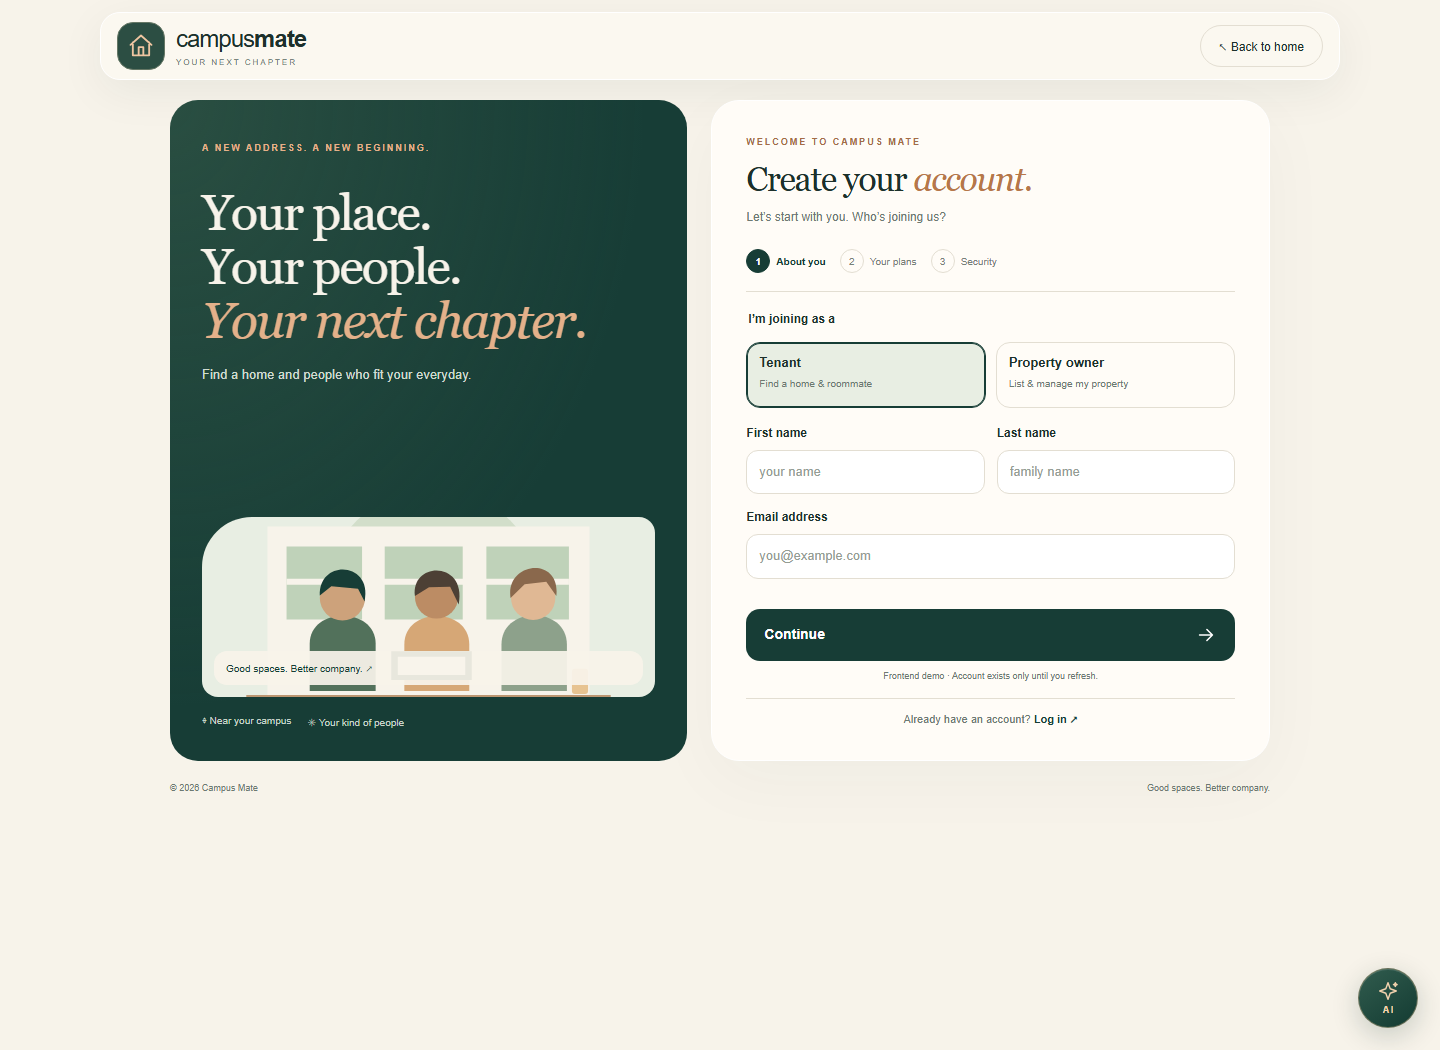 campusmate
YOUR NEXT CHAPTER
↖ Back to home
A NEW ADDRESS. A NEW BEGINNING.
Your place.
Your people.
Your next chapter.
Find a home and people who fit your everyday.
Good spaces. Better company. ↗
Near your campus
✳ Your kind of people
WELCOME TO CAMPUS MATE
Create your account.
Let's start with you. Who's joining us?
1 About you 2 Your plans 3 Security
I'm joining as a
Tenant
Find a home & roommate
Property owner
List & manage my property
First name
your name
Last name
family name
Email address
you@example.com
Continue →
Frontend demo · Account exists only until you refresh.
Already have an account? Log in ↗
© 2026 Campus Mate
Good spaces. Better company.
AI